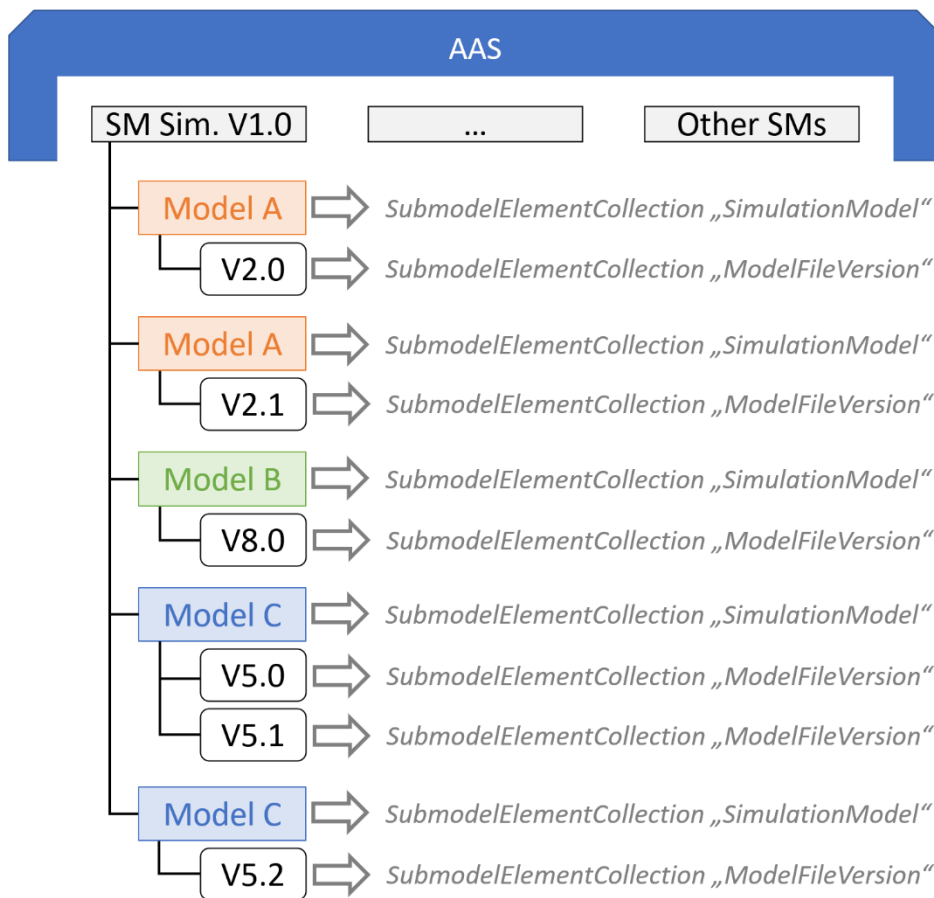 AAS
SM Sim. V1.0 ... Other SMs
Model A SubmodelElementCollection „SimulationModel“
V2.0 SubmodelElementCollection „ModelFileVersion“
Model A SubmodelElementCollection „SimulationModel“
V2.1 SubmodelElementCollection „ModelFileVersion“
Model B SubmodelElementCollection „SimulationModel“
V8.0 SubmodelElementCollection „ModelFileVersion“
Model C SubmodelElementCollection „SimulationModel“
V5.0 SubmodelElementCollection „ModelFileVersion“
V5.1 SubmodelElementCollection „ModelFileVersion“
Model C SubmodelElementCollection „SimulationModel“
V5.2 SubmodelElementCollection „ModelFileVersion“